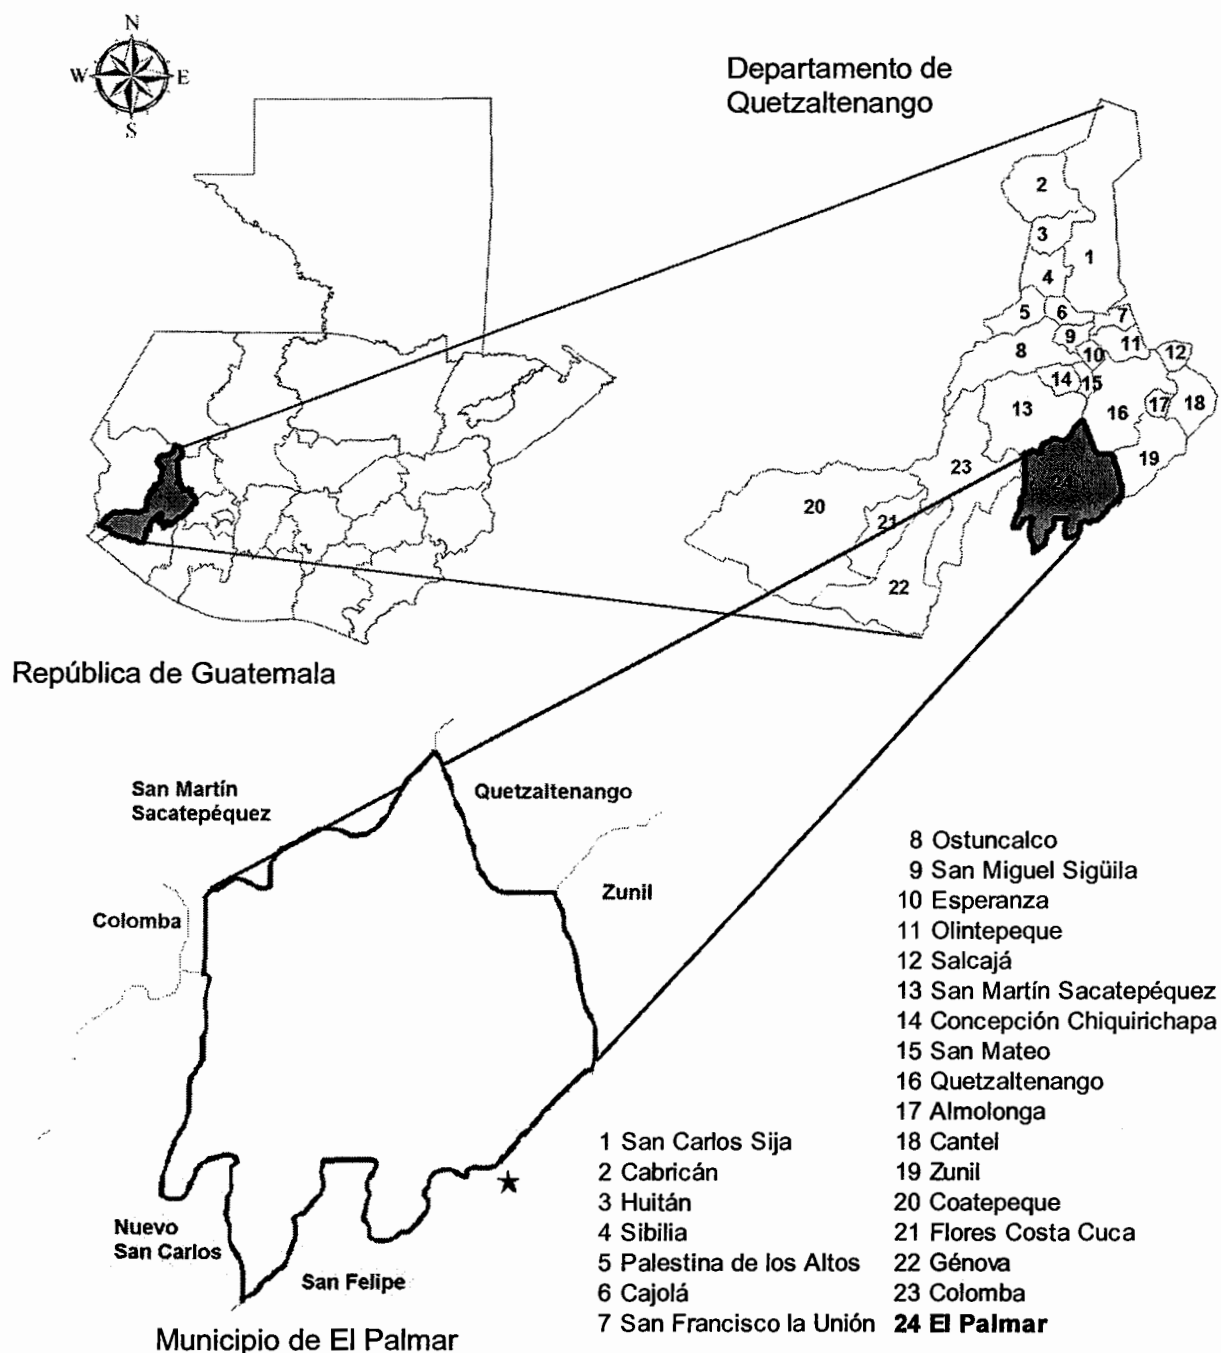 N
W E
S
Departamento de
Quetzaltenango
2
3
1
4
5
6
7
9
11
8
10
12
14
15
13
16
17
18
19
23
24
20
21
22
República de Guatemala
San Martín
Sacatepéquez
Quetzaltenango
Colomba
Zunil
Nuevo
San Carlos
San Felipe
Municipio de El Palmar
1 San Carlos Sija
2 Cabricán
3 Huitán
4 Sibilia
5 Palestina de los Altos
6 Cajolá
7 San Francisco la Unión
8 Ostuncalco
9 San Miguel Sigüila
10 Esperanza
11 Olintepeque
12 Salcajá
13 San Martín Sacatepéquez
14 Concepción Chiquirichapa
15 San Mateo
16 Quetzaltenango
17 Almolonga
18 Cantel
19 Zunil
20 Coatepeque
21 Flores Costa Cuca
22 Génova
23 Colomba
24 El Palmar